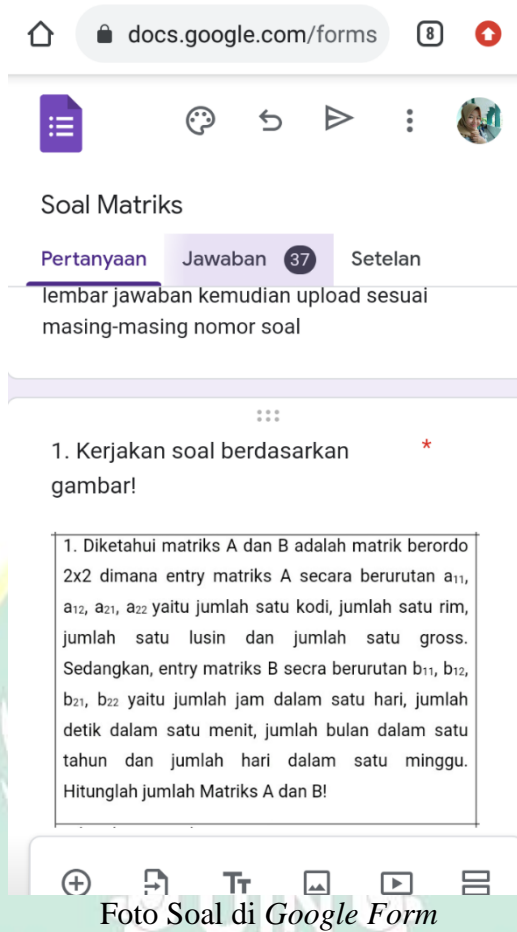 docs.google.com/forms
8
Soal Matriks
Pertanyaan Jawaban 37 Setelan
lembar jawaban kemudian upload sesuai
masing-masing nomor soal
1. Kerjakan soal berdasarkan *
gambar!
1. Diketahui matriks A dan B adalah matrik berordo
2x2 dimana entry matriks A secara berurutan a₁₁,
a₁₂, a₂₁, a₂₂ yaitu jumlah satu kodi, jumlah satu rim,
jumlah satu lusin dan jumlah satu gross.
Sedangkan, entry matriks B secra berurutan b₁₁, b₁₂,
b₂₁, b₂₂ yaitu jumlah jam dalam satu hari, jumlah
detik dalam satu menit, jumlah bulan dalam satu
tahun dan jumlah hari dalam satu minggu.
Hitunglah jumlah Matriks A dan B!
Tт
Foto Soal di Google Form